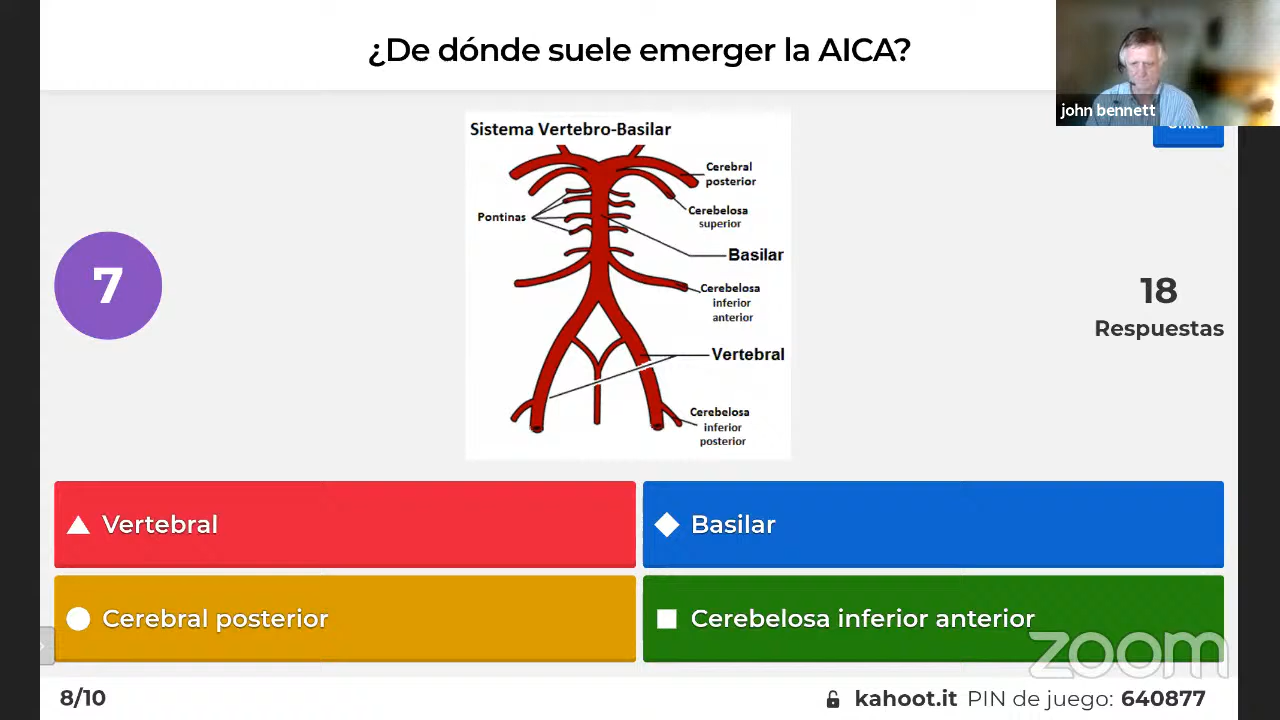 ¿De dónde suele emerger la AICA?
john bennett
Sistema Vertebro-Basilar
Cerebral
posterior
Cerebelosa
superior
Pontinas
Basilar
Cerebelosa
inferior
anterior
Vertebral
Cerebelosa
inferior
posterior
7
18
Respuestas
Vertebral
Basilar
Cerebral posterior
Cerebelosa inferior anterior
zoom
8/10
kahoot.it PIN de juego: 640877